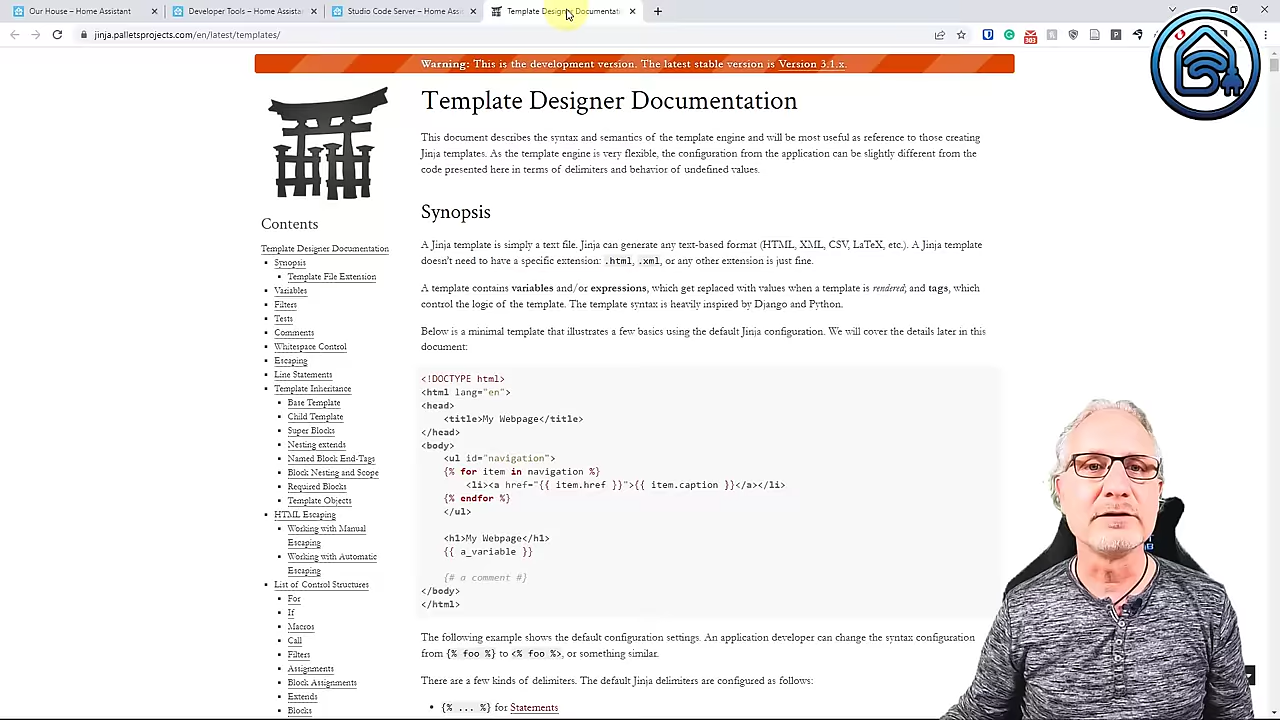 Our House – Home Assistant
Developer Tools – Home Assista
Studio Code Server – Home Assi
Template Designer Documentati
jinja.palletsprojects.com/en/latest/templates/
303
Warning: This is the development version. The latest stable version is Version 3.1.x.
Template Designer Documentation
This document describes the syntax and semantics of the template engine and will be most useful as reference to those creating
Jinja templates. As the template engine is very flexible, the configuration from the application can be slightly different from the
code presented here in terms of delimiters and behavior of undefined values.
Synopsis
A Jinja template is simply a text file. Jinja can generate any text-based format (HTML, XML, CSV, LaTeX, etc.). A Jinja template
doesn't need to have a specific extension: .html, .xml, or any other extension is just fine.
A template contains variables and/or expressions, which get replaced with values when a template is rendered; and tags, which
control the logic of the template. The template syntax is heavily inspired by Django and Python.
Below is a minimal template that illustrates a few basics using the default Jinja configuration. We will cover the details later in this
document:
<!DOCTYPE html>
<html lang="en">
<head>
    <title>My Webpage</title>
</head>
<body>
    <ul id="navigation">
    {% for item in navigation %}
        <li><a href="{{ item.href }}">{{ item.caption }}</a></li>
    {% endfor %}
    </ul>
    <h1>My Webpage</h1>
    {{ a_variable }}
    {# a comment #}
</body>
</html>
The following example shows the default configuration settings. An application developer can change the syntax configuration
from {% foo %} to <% foo %>, or something similar.
There are a few kinds of delimiters. The default Jinja delimiters are configured as follows:
{% ... %} for Statements
Contents
Template Designer Documentation
Synopsis
Template File Extension
Variables
Filters
Tests
Comments
Whitespace Control
Escaping
Line Statements
Template Inheritance
Base Template
Child Template
Super Blocks
Nesting extends
Named Block End-Tags
Block Nesting and Scope
Required Blocks
Template Objects
HTML Escaping
Working with Manual
Escaping
Working with Automatic
Escaping
List of Control Structures
For
If
Macros
Call
Filters
Assignments
Block Assignments
Extends
Blocks